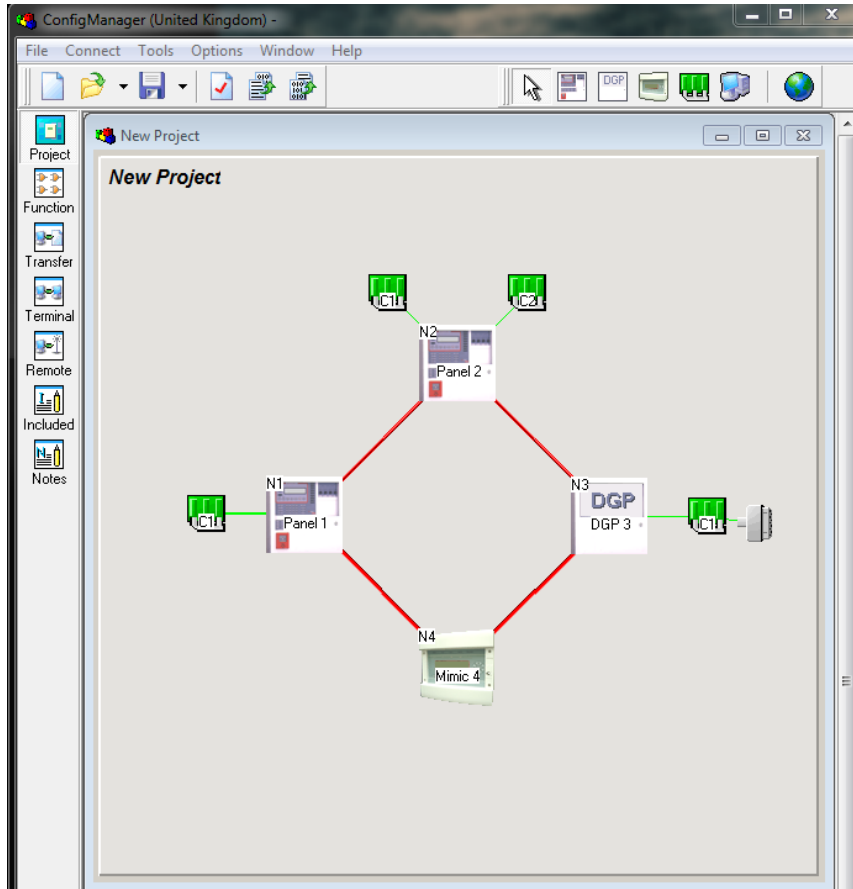 ConfigManager (United Kingdom) -
File Connect Tools Options Window Help
DGP
Project
Function
Transfer
Terminal
Remote
Included
Notes
New Project
New Project
C1
C2
N2
Panel 2
N1
C1
Panel 1
N3
DGP
DGP 3
C1
N4
Mimic 4